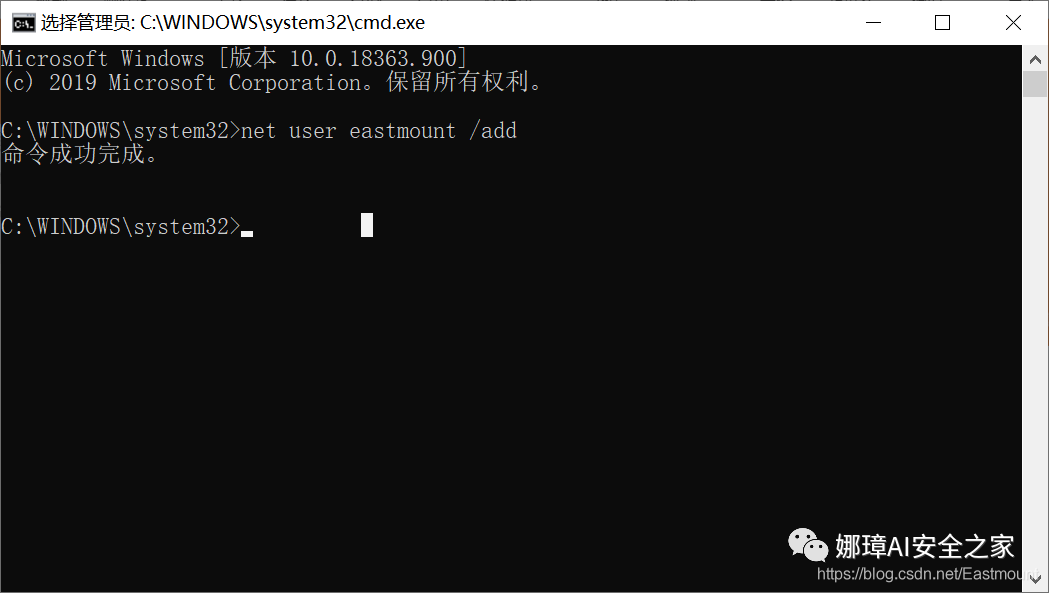 选择管理员: C:\WINDOWS\system32\cmd.exe
Microsoft Windows [版本 10.0.18363.900]
(c) 2019 Microsoft Corporation。保留所有权利。
C:\WINDOWS\system32>net user eastmount /add
命令成功完成。
C:\WINDOWS\system32>
娜璋AI安全之家
https://blog.csdn.net/Eastmount